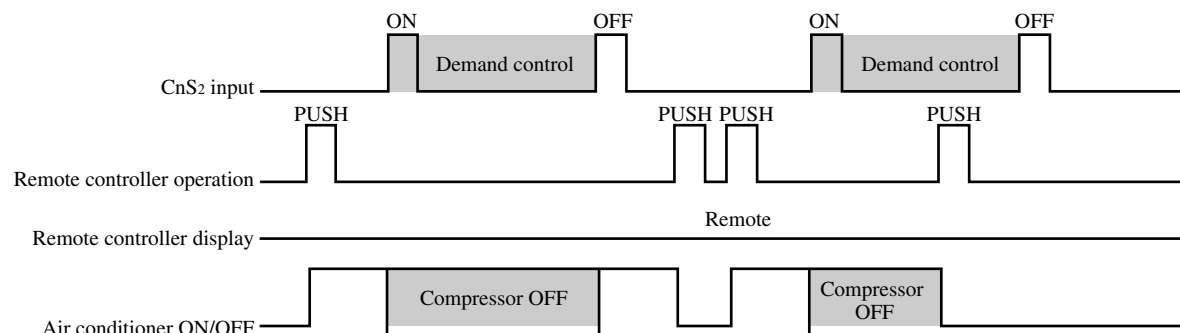 ON OFF ON OFF
Demand control Demand control
CnS2 input
PUSH PUSH PUSH PUSH
Remote controller operation
Remote
Remote controller display
Compressor OFF Compressor
OFF
Air conditioner ON/OFF